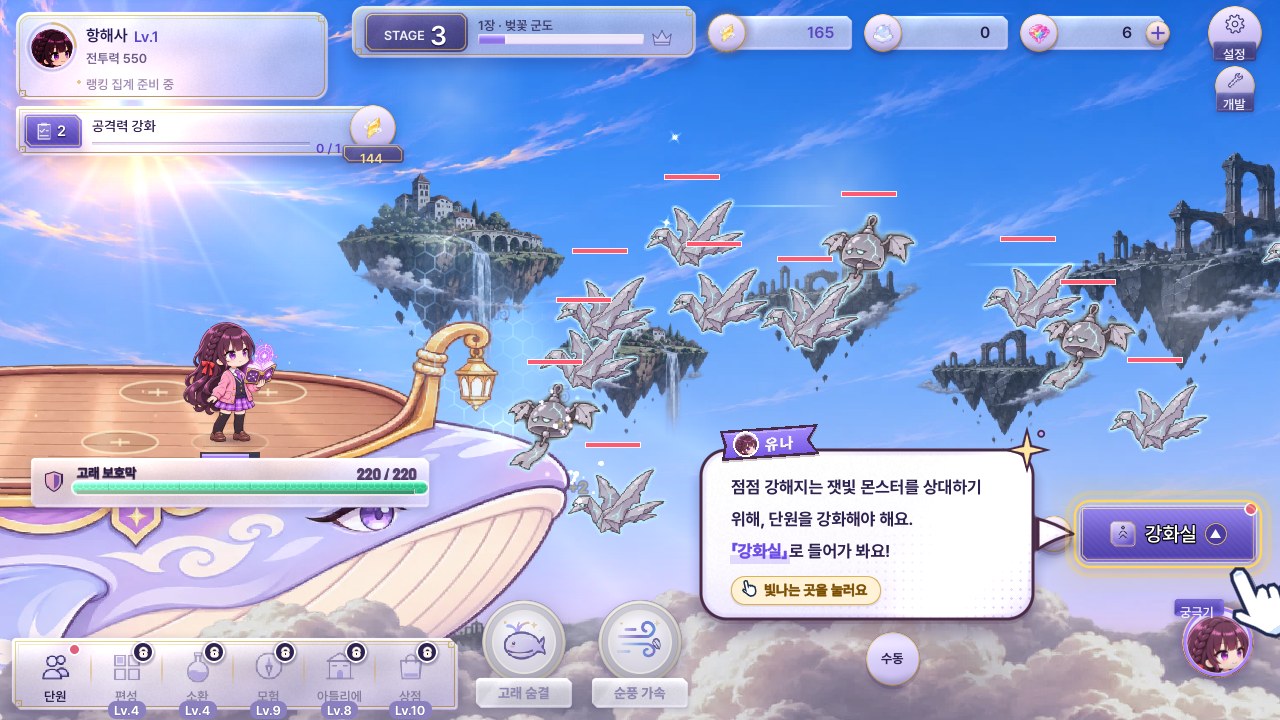 항해사 Lv.1
전투력 550
랭킹 집계 준비 중
STAGE 3
1장 · 벚꽃 군도
165
0
6
설정
개발
2
공격력 강화
0 / 1
144
고래 보호막
220 / 220
유나
점점 강해지는 잿빛 몬스터를 상대하기
위해, 단원을 강화해야 해요.
『강화실』로 들어가 봐요!
빛나는 곳을 눌러요
강화실
궁극기
수동
단원
편성
Lv.4
소환
Lv.4
모험
Lv.9
아틀리에
Lv.8
상점
Lv.10
고래 숨결
순풍 가속